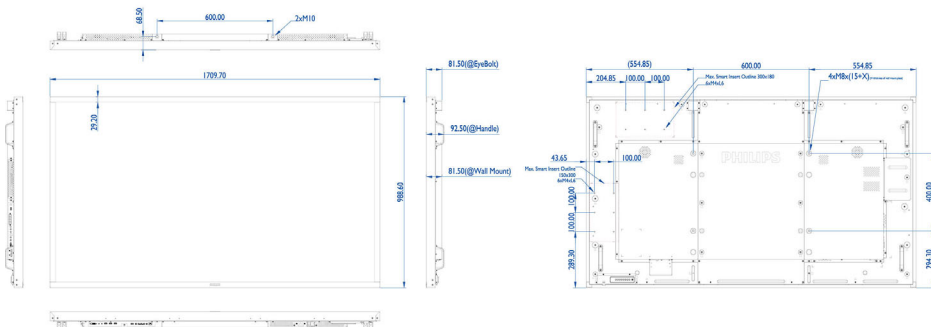 600.00
2xM10
68.50
1709.70
29.20
988.60
81.50(@EyeBolt)
92.50(@Handle)
81.50(@Wall Mount)
(554.85)
600.00
554.85
204.85
100.00
100.00
Max. Smart Insert Outline 300x180
6xM4xL6
4xM8x(15+X)
PHILIPS
43.65
100.00
Max. Smart Insert Outline
150x300
6xM4xL6
100.00
100.00
289.30
400.00
294.30